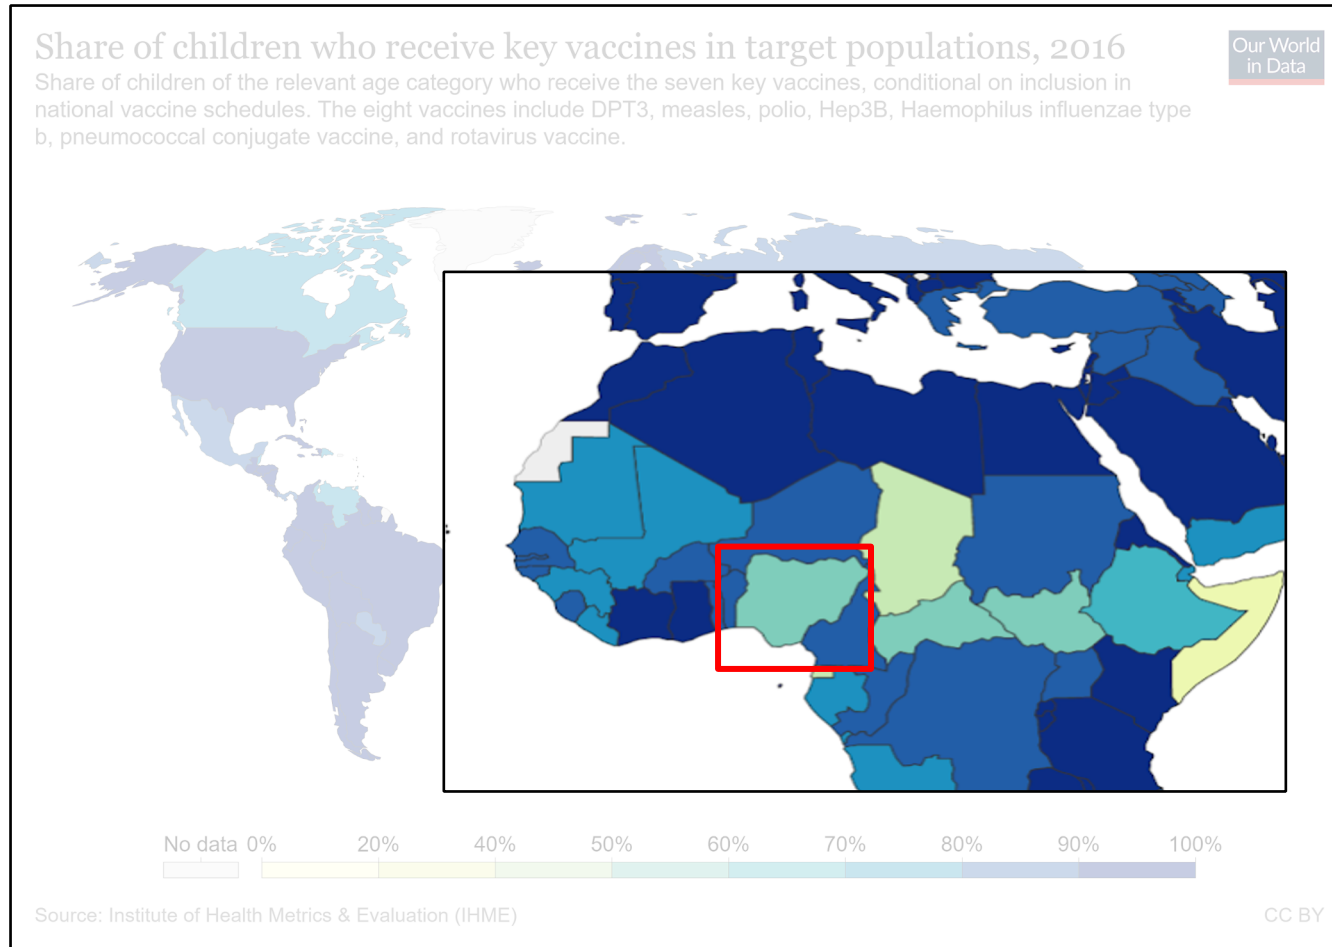 Share of children who receive key vaccines in target populations, 2016
Our World
in Data
Share of children of the relevant age category who receive the seven key vaccines, conditional on inclusion in
national vaccine schedules. The eight vaccines include DPT3, measles, polio, Hep3B, Haemophilus influenzae type
b, pneumococcal conjugate vaccine, and rotavirus vaccine.
No data 0% 20% 40% 50% 60% 70% 80% 90% 100%
Source: Institute of Health Metrics & Evaluation (IHME)
CC BY